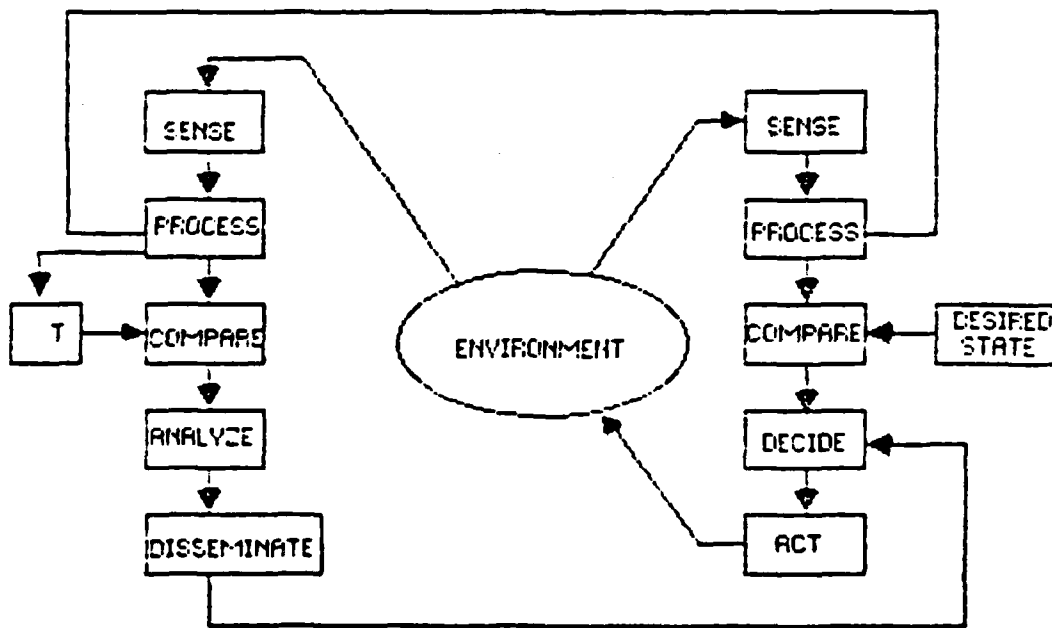 SENSE
PROCESS
T
COMPARE
ANALYZE
DISSEMINATE
ENVIRONMENT
SENSE
PROCESS
COMPARE
DESIRED
STATE
DECIDE
ACT